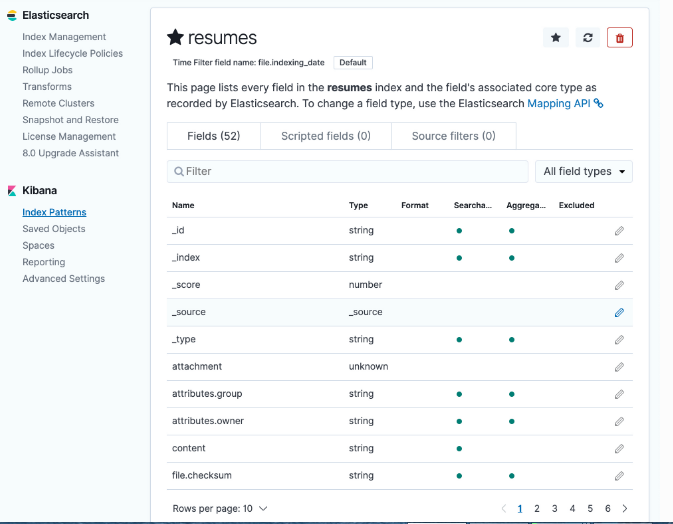 Elasticsearch
Index Management
Index Lifecycle Policies
Rollup Jobs
Transforms
Remote Clusters
Snapshot and Restore
License Management
8.0 Upgrade Assistant
Kibana
Index Patterns
Saved Objects
Spaces
Reporting
Advanced Settings
resumes
Time Filter field name: file.indexing_date Default
This page lists every field in the resumes index and the field's associated core type as
recorded by Elasticsearch. To change a field type, use the Elasticsearch Mapping API
Fields (52) Scripted fields (0) Source filters (0)
Filter All field types
Name Type Format Searcha... Aggrega... Excluded
_id string
_index string
_score number
_source _source
_type string
attachment unknown
attributes.group string
attributes.owner string
content string
file.checksum string
Rows per page: 10 < 1 2 3 4 5 6 >